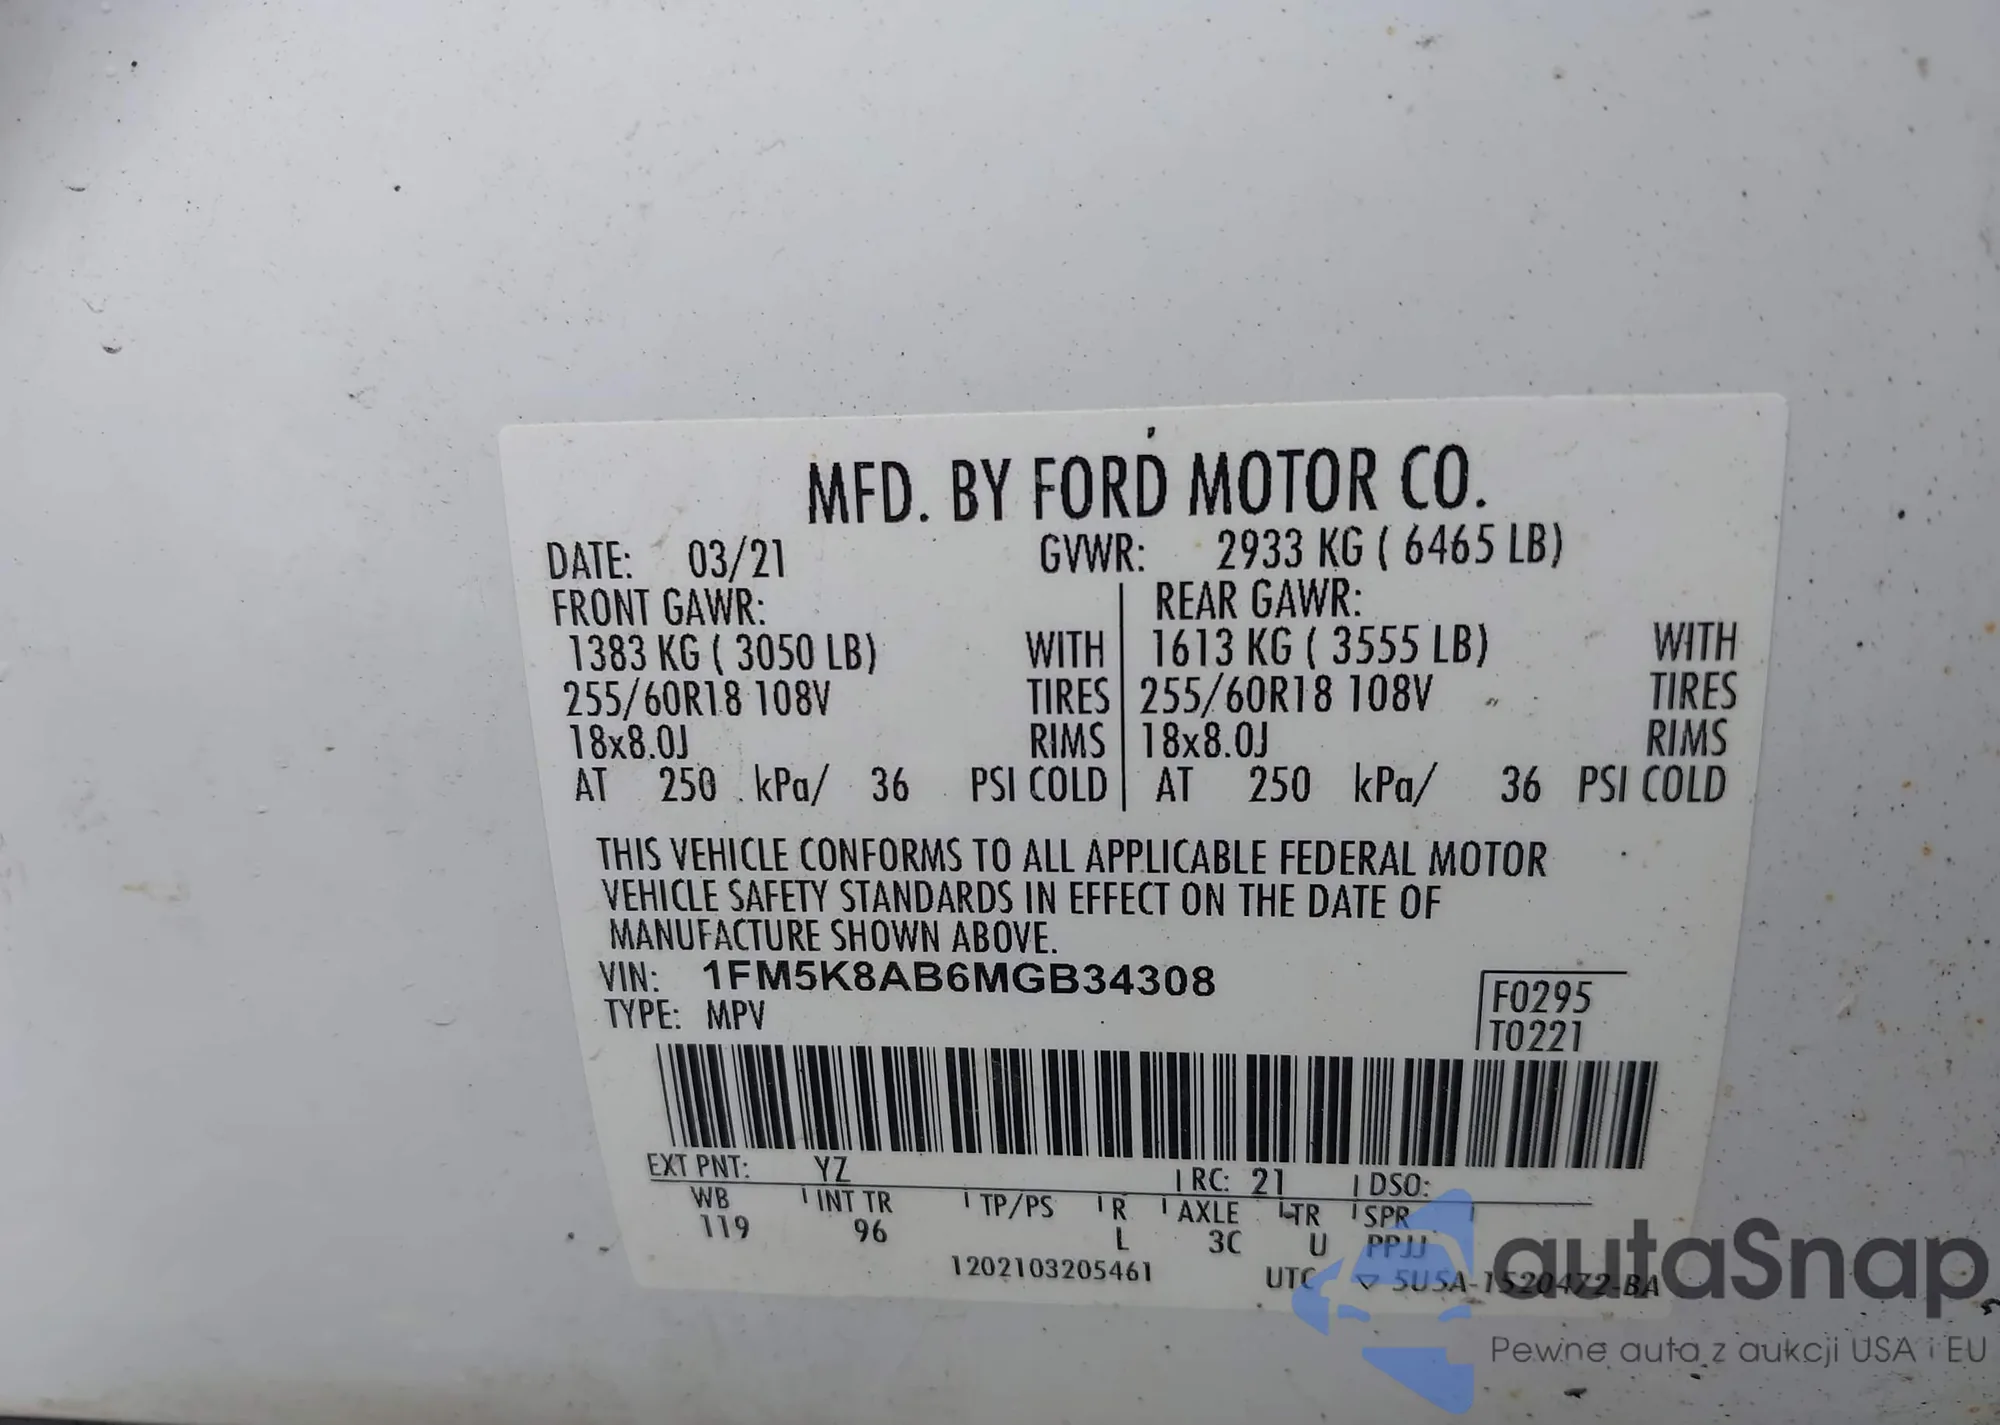 MFD. BY FORD MOTOR CO.
DATE: 03/21 GVWR: 2933 KG ( 6465 LB)
FRONT GAWR: REAR GAWR:
1383 KG ( 3050 LB) WITH 1613 KG ( 3555 LB) WITH
255/60R18 108V TIRES 255/60R18 108V TIRES
18x8.0J RIMS 18x8.0J RIMS
AT 250 kPa/ 36 PSI COLD AT 250 kPa/ 36 PSI COLD
THIS VEHICLE CONFORMS TO ALL APPLICABLE FEDERAL MOTOR
VEHICLE SAFETY STANDARDS IN EFFECT ON THE DATE OF
MANUFACTURE SHOWN ABOVE.
VIN: 1FM5K8AB6MGB34308
TYPE: MPV
F0295
T0221
EXT PNT: YZ RC: 21 DSO:
WB INT TR TP/PS R AXLE TR SPR
119 96 L 3C U PPJJ
1202103205461 UTC ▽ 5U5A-1520472-BA
autaSnap
Pewne auta z aukcji USA i EU